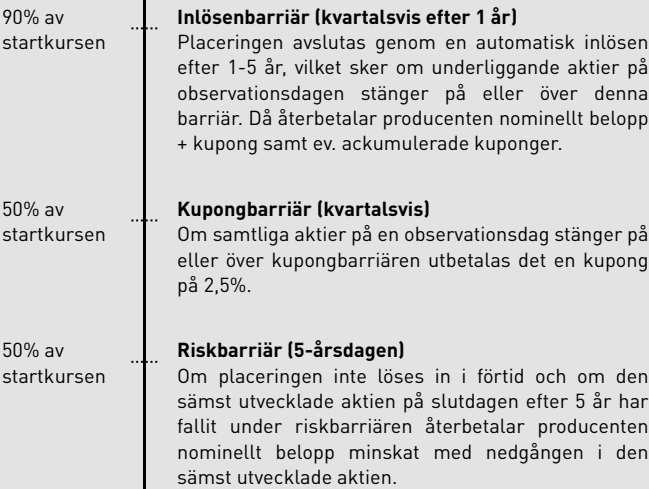 90% av
startkursen
Inlösenbarriär (kvartalsvis efter 1 år)
Placeringen avslutas genom en automatisk inlösen
efter 1-5 år, vilket sker om underliggande aktier på
observationsdagen stänger på eller över denna
barriär. Då återbetalar producenten nominellt belopp
+ kupong samt ev. ackumulerade kuponger.
50% av
startkursen
Kupongbarriär (kvartalsvis)
Om samtliga aktier på en observationsdag stänger på
eller över kupongbarriären utbetalas det en kupong
på 2,5%.
50% av
startkursen
Riskbarriär (5-årsdagen)
Om placeringen inte löses in i förtid och om den
sämst utvecklade aktien på slutdagen efter 5 år har
fallit under riskbarriären återbetalar producenten
nominellt belopp minskat med nedgången i den
sämst utvecklade aktien.